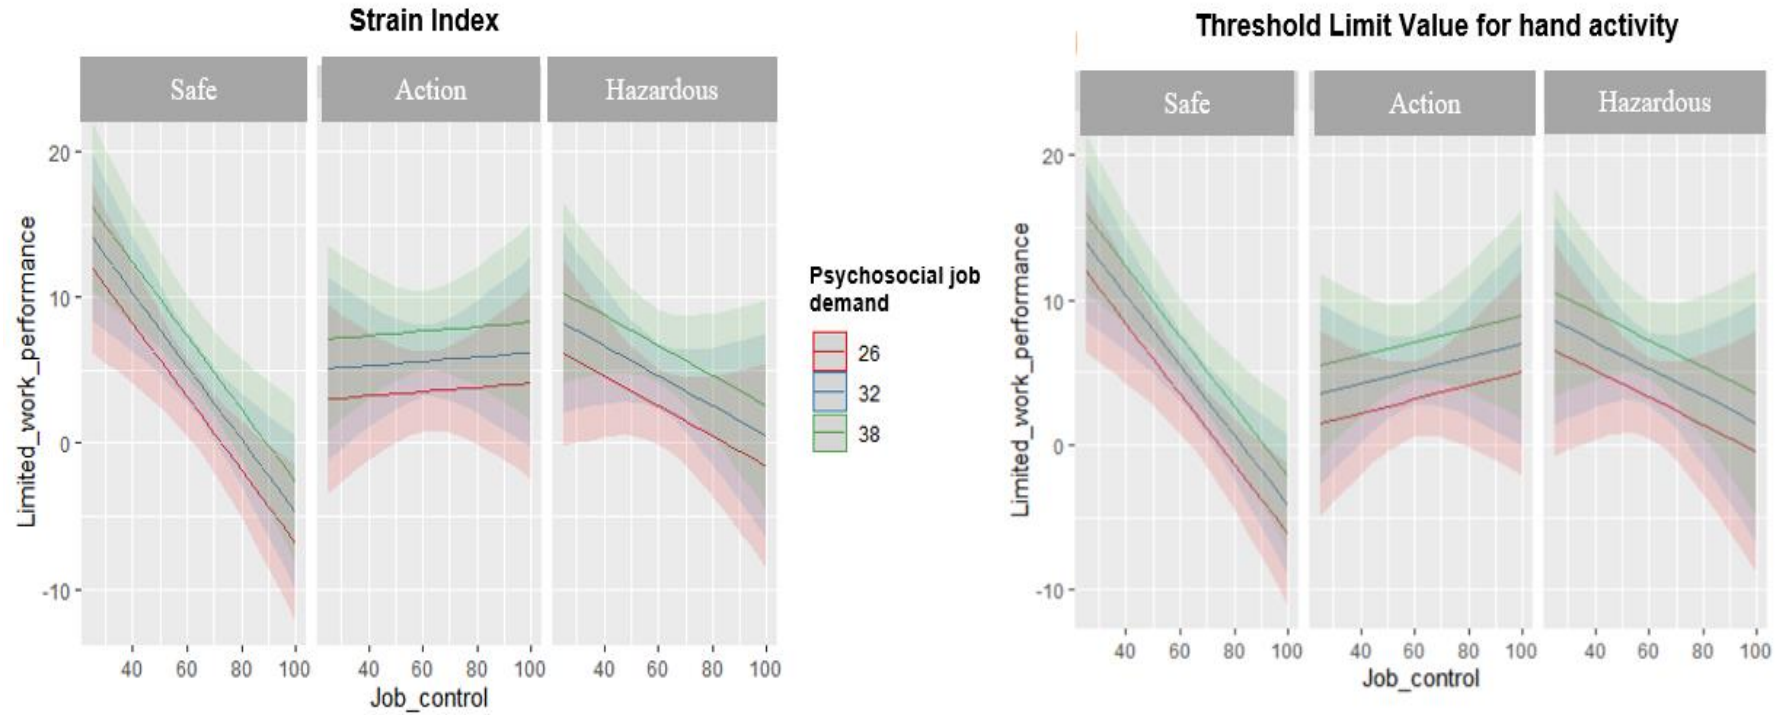 Strain Index
Safe
Action
Hazardous
Limited_work_performance
20
10
0
-10
40 60 80 100
40 60 80 100
40 60 80 100
Job_control
Psychosocial job
demand
26
32
38
Threshold Limit Value for hand activity
Safe
Action
Hazardous
Limited_work_performance
20
10
0
-10
40 60 80 100
40 60 80 100
40 60 80 100
Job_control